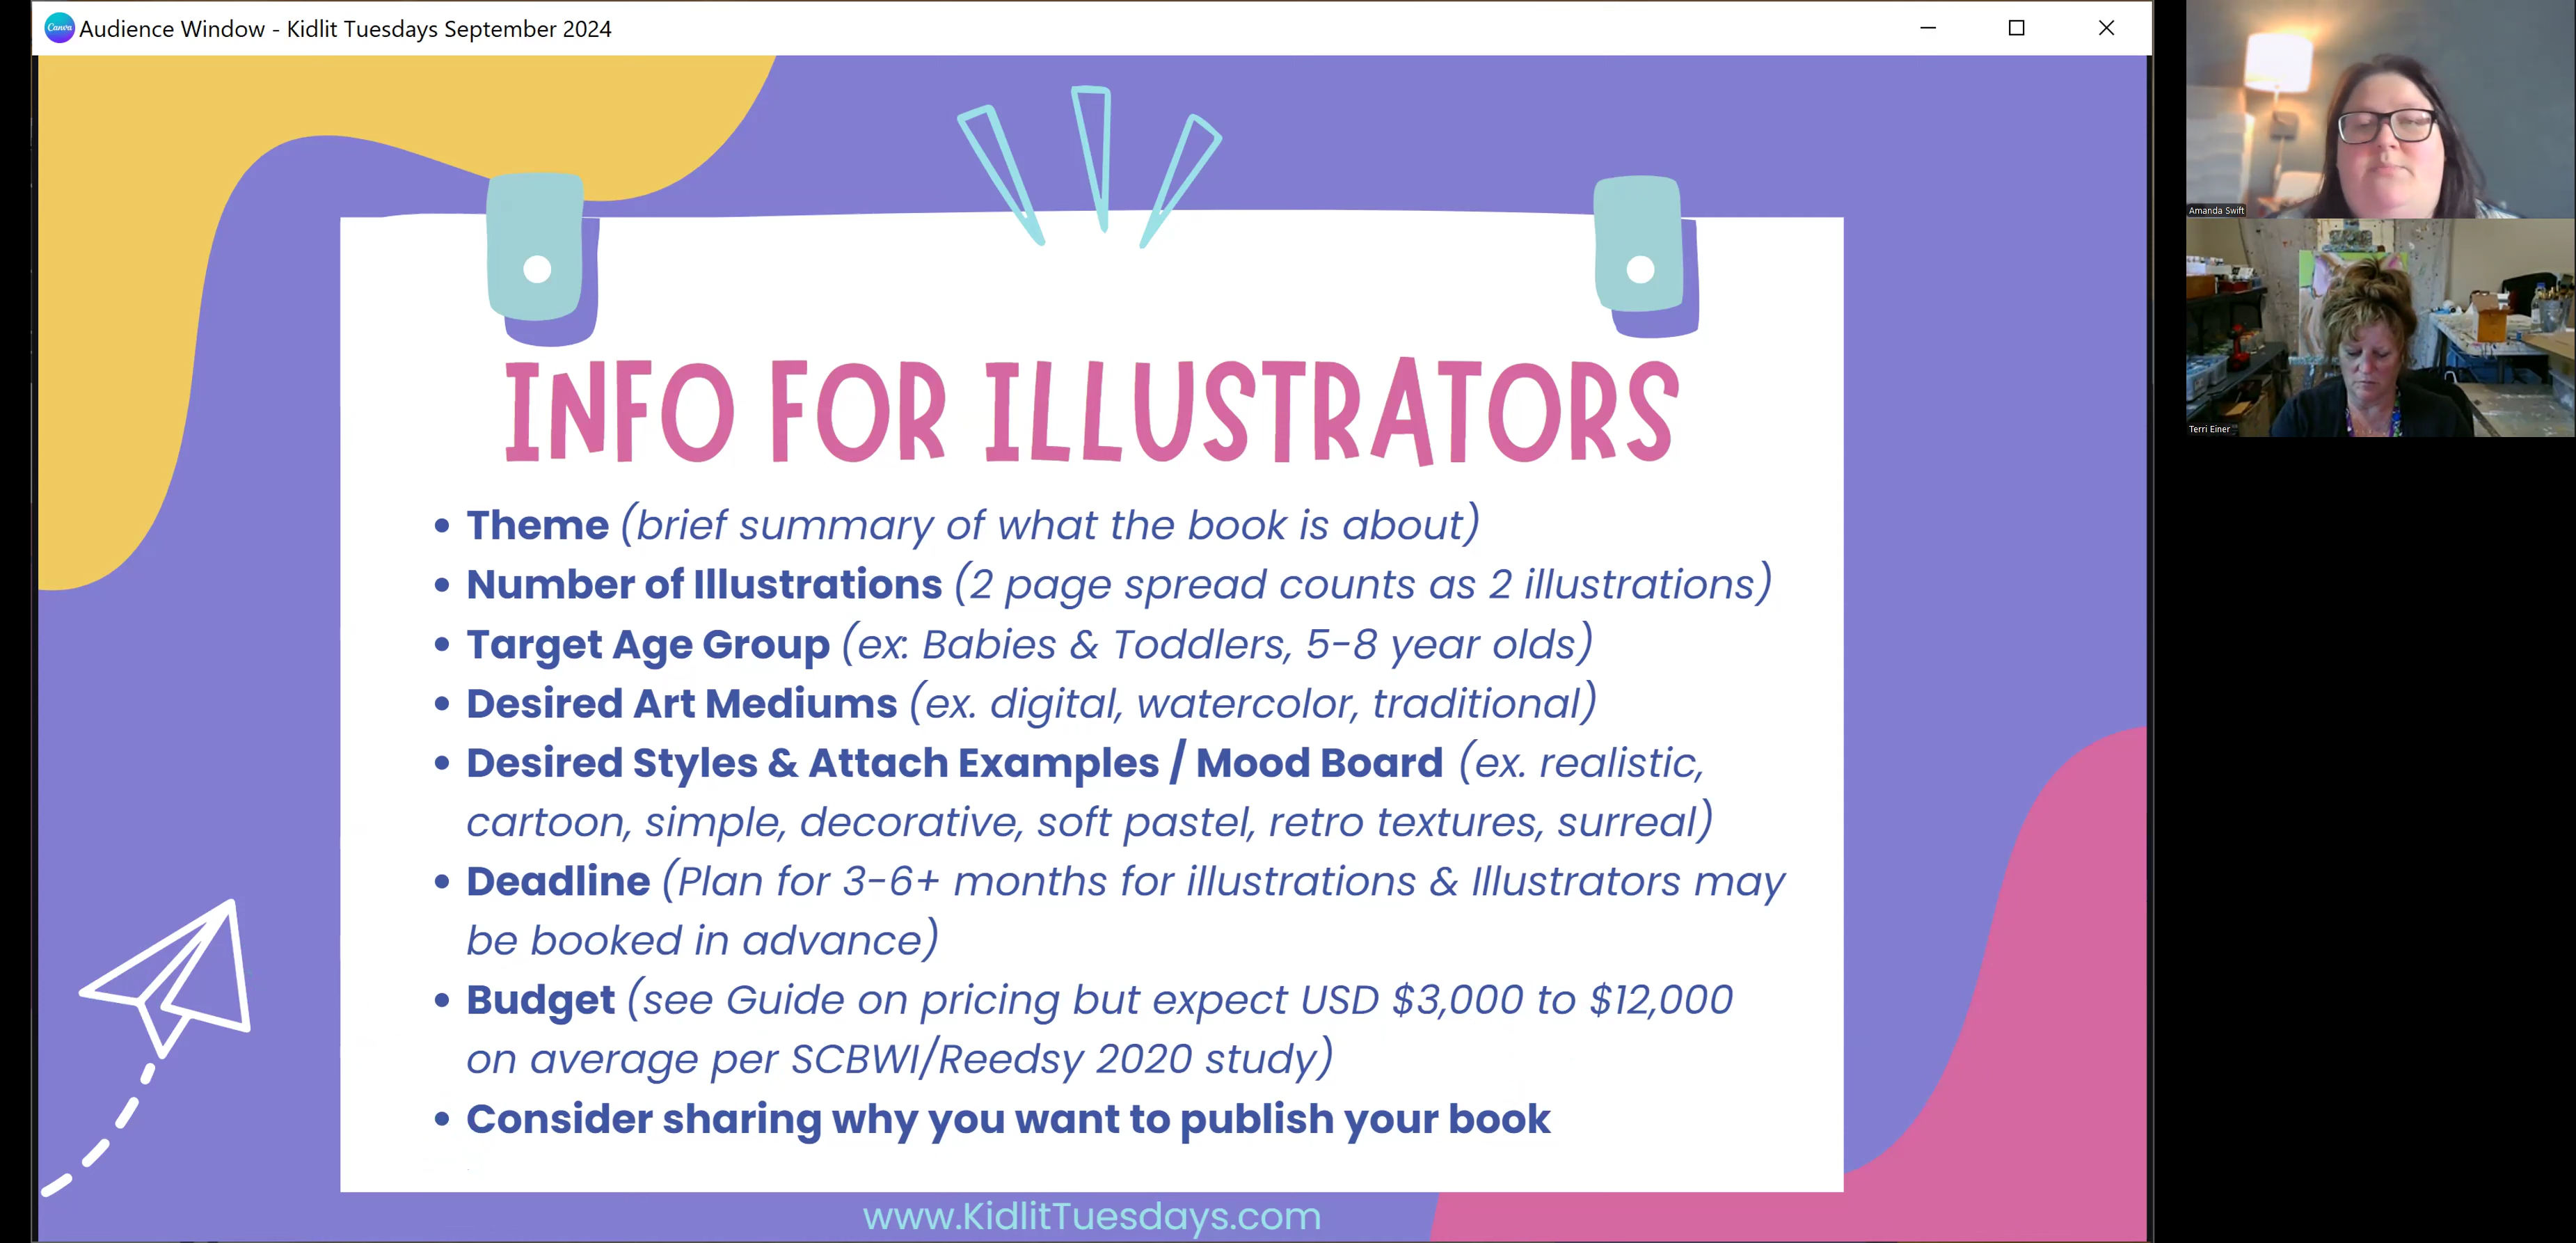 Canva Audience Window - Kidlit Tuesdays September 2024
INFO FOR ILLUSTRATORS
• Theme (brief summary of what the book is about)
• Number of Illustrations (2 page spread counts as 2 illustrations)
• Target Age Group (ex: Babies & Toddlers, 5-8 year olds)
• Desired Art Mediums (ex. digital, watercolor, traditional)
• Desired Styles & Attach Examples / Mood Board (ex. realistic,
cartoon, simple, decorative, soft pastel, retro textures, surreal)
• Deadline (Plan for 3-6+ months for illustrations & Illustrators may
be booked in advance)
• Budget (see Guide on pricing but expect USD $3,000 to $12,000
on average per SCBWI/Reedsy 2020 study)
• Consider sharing why you want to publish your book
www.KidlitTuesdays.com
Amanda Swift
Terri Einer